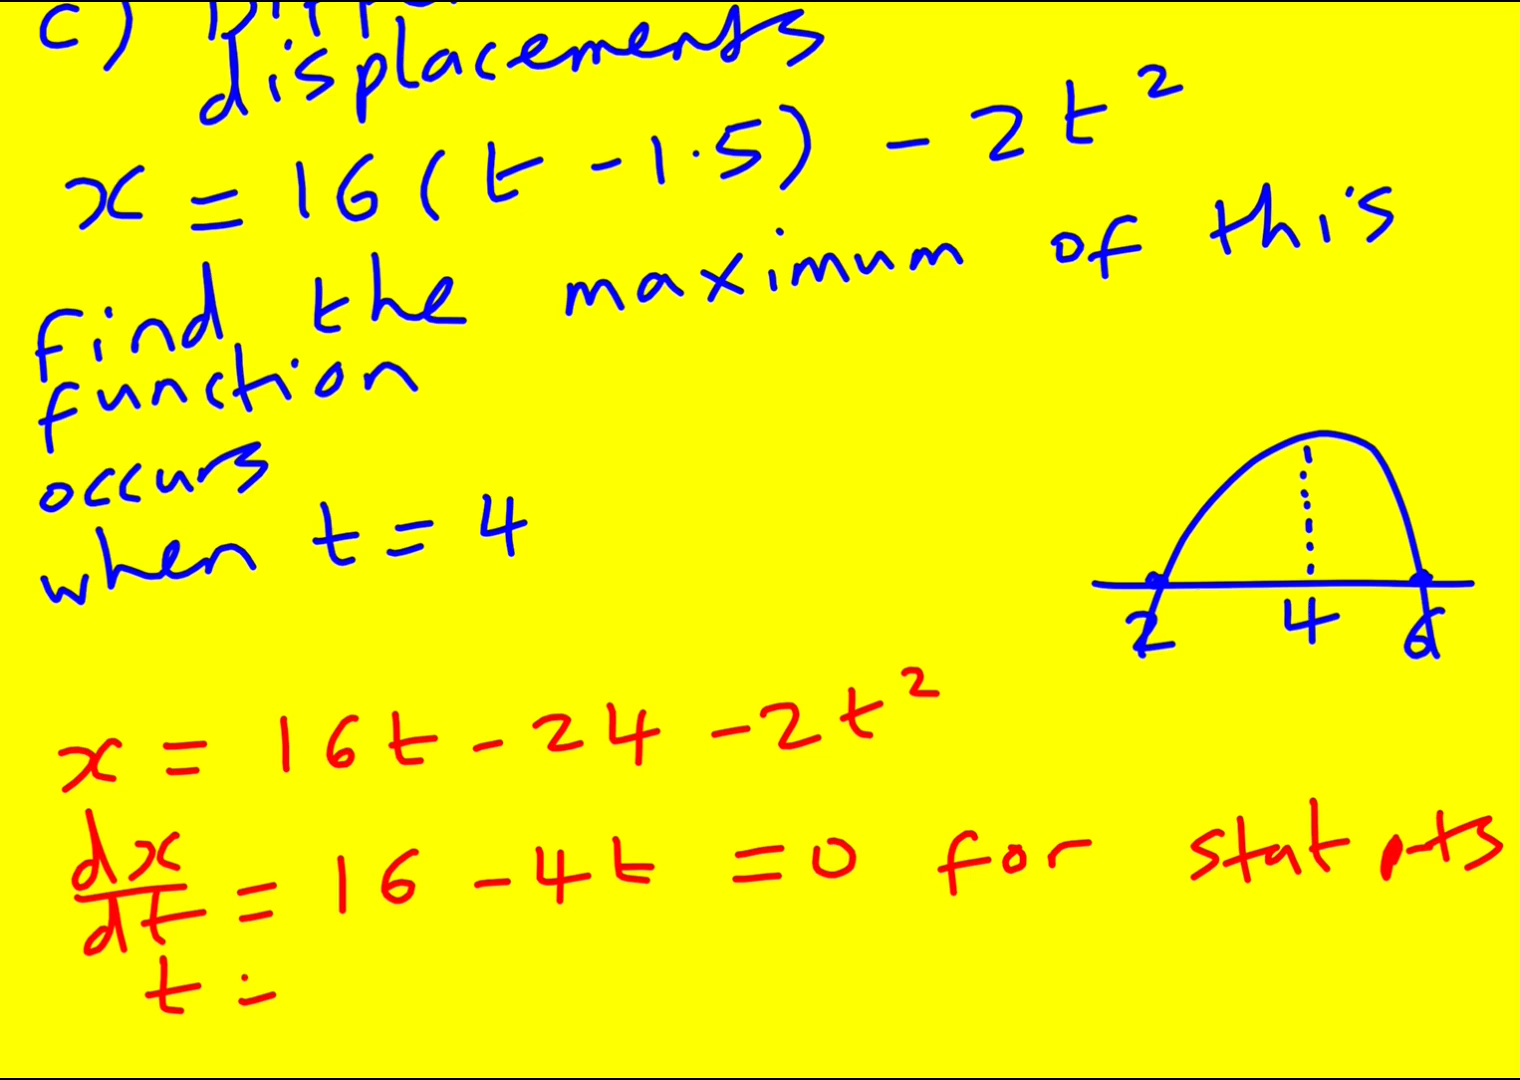 c)
displacements
x = 16(t - 1.5) - 2t²
find the maximum of this
function
occurs
when t = 4
2 4 6
x = 16t - 24 - 2t²
dx/dt = 16 - 4t = 0 for stat pts
t =